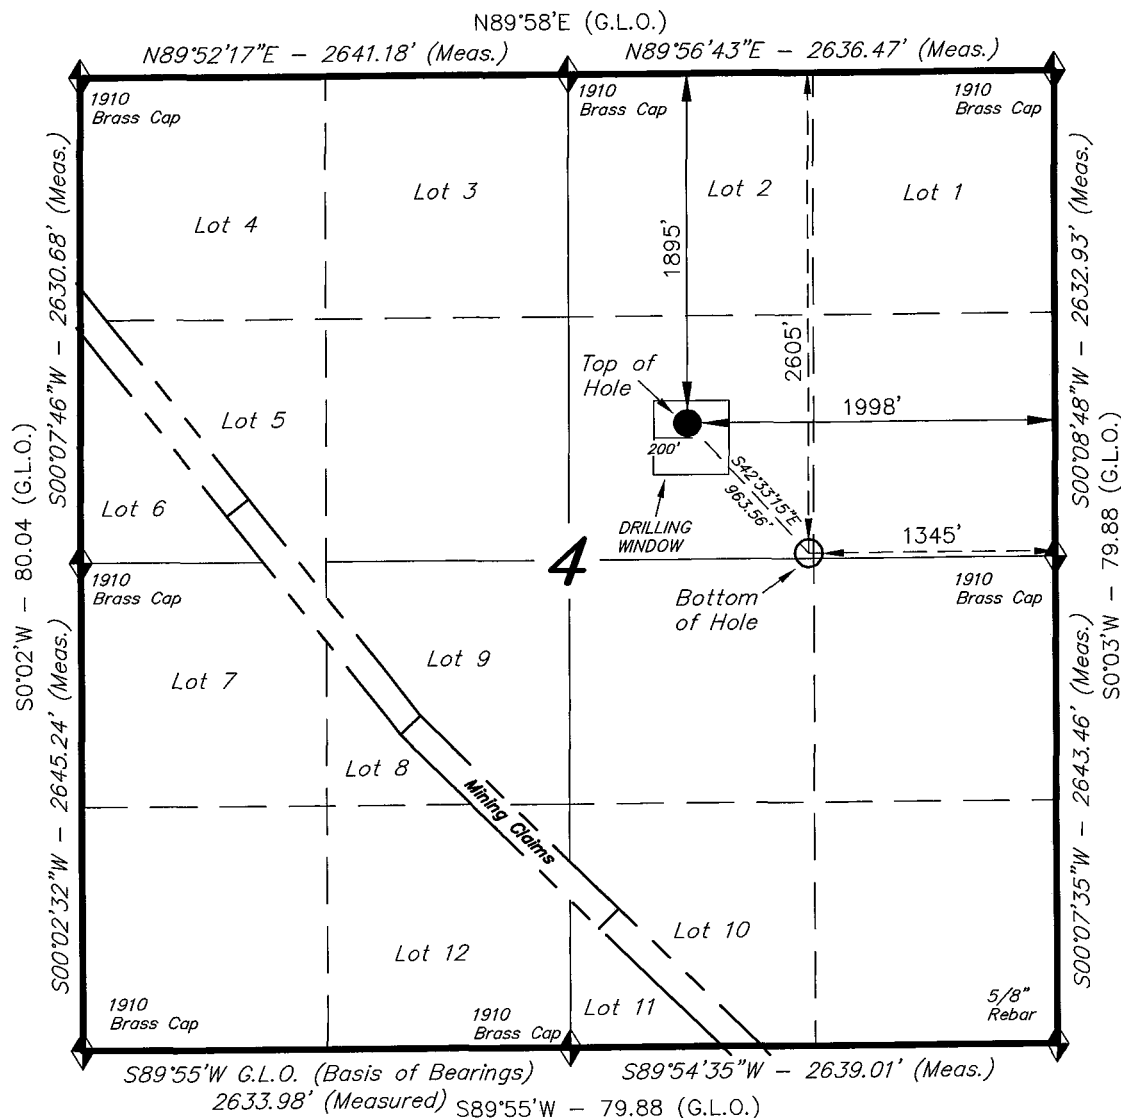 N89°58'E (G.L.O.)
N89°52'17"E - 2641.18' (Meas.)
N89°56'43"E - 2636.47' (Meas.)
1910
Brass Cap
1910
Brass Cap
1910
Brass Cap
Lot 4
Lot 3
Lot 2
Lot 1
S00°07'46"W - 2630.68' (Meas.)
S00°08'48"W - 2632.93' (Meas.)
1895'
2605'
Top of
Hole
1998'
200'
S42°33'15"E
963.56'
DRILLING
WINDOW
1345'
Lot 5
Lot 6
S0°02'W - 80.04 (G.L.O.)
S0°03'W - 79.88 (G.L.O.)
4
1910
Brass Cap
1910
Brass Cap
Bottom
of Hole
Lot 7
Lot 9
Lot 8
Mining Claims
S00°02'32"W - 2645.24' (Meas.)
S00°07'35"W - 2643.46' (Meas.)
Lot 10
Lot 12
Lot 11
1910
Brass Cap
1910
Brass Cap
5/8"
Rebar
S89°55'W G.L.O. (Basis of Bearings)
2633.98' (Measured)
S89°54'35"W - 2639.01' (Meas.)
S89°55'W - 79.88 (G.L.O.)